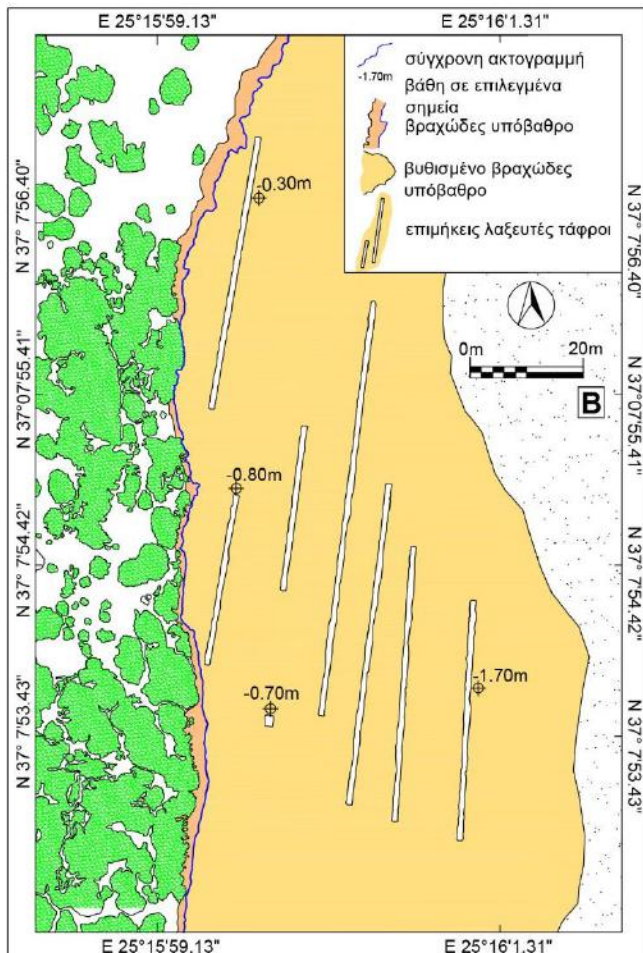 E 25°15'59.13"
E 25°16'1.31"
σύγχρονη ακτογραμμή
-1.70m
βάθη σε επιλεγμένα
σημεία
βραχώδες υπόβαθρο
βυθισμένο βραχώδες
υπόβαθρο
επιμήκεις λαξευτές τάφροι
N 37° 7'56.40"
N 37° 7'56.40"
-0.30m
0m
20m
B
N 37°07'55.41"
N 37°07'55.41"
-0.80m
N 37° 7'54.42"
N 37° 7'54.42"
-0.70m
-1.70m
N 37° 7'53.43"
N 37° 7'53.43"
E 25°15'59.13"
E 25°16'1.31"